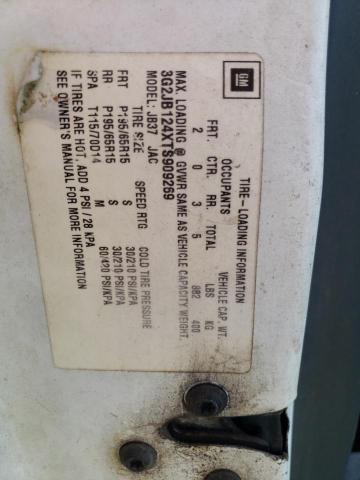 GM
TIRE-LOADING INFORMATION
OCCUPANTS VEHICLE CAP. WT.
FRT. CTR. RR. TOTAL LBS KG
2 0 3 5 882 400
MAX. LOADING @ GVWR SAME AS VEHICLE CAPACITY WEIGHT.
3G2JB124XTS909269
MODEL: JB37 JAC
TIRE SIZE SPEED RTG COLD TIRE PRESSURE
FRT P195/65R15 S 30/210 PSI/KPA
RR P195/65R15 S 30/210 PSI/KPA
SPA T115/70D14 M 60/420 PSI/KPA
IF TIRES ARE HOT, ADD 4 PSI / 28 KPA
SEE OWNER'S MANUAL FOR MORE INFORMATION